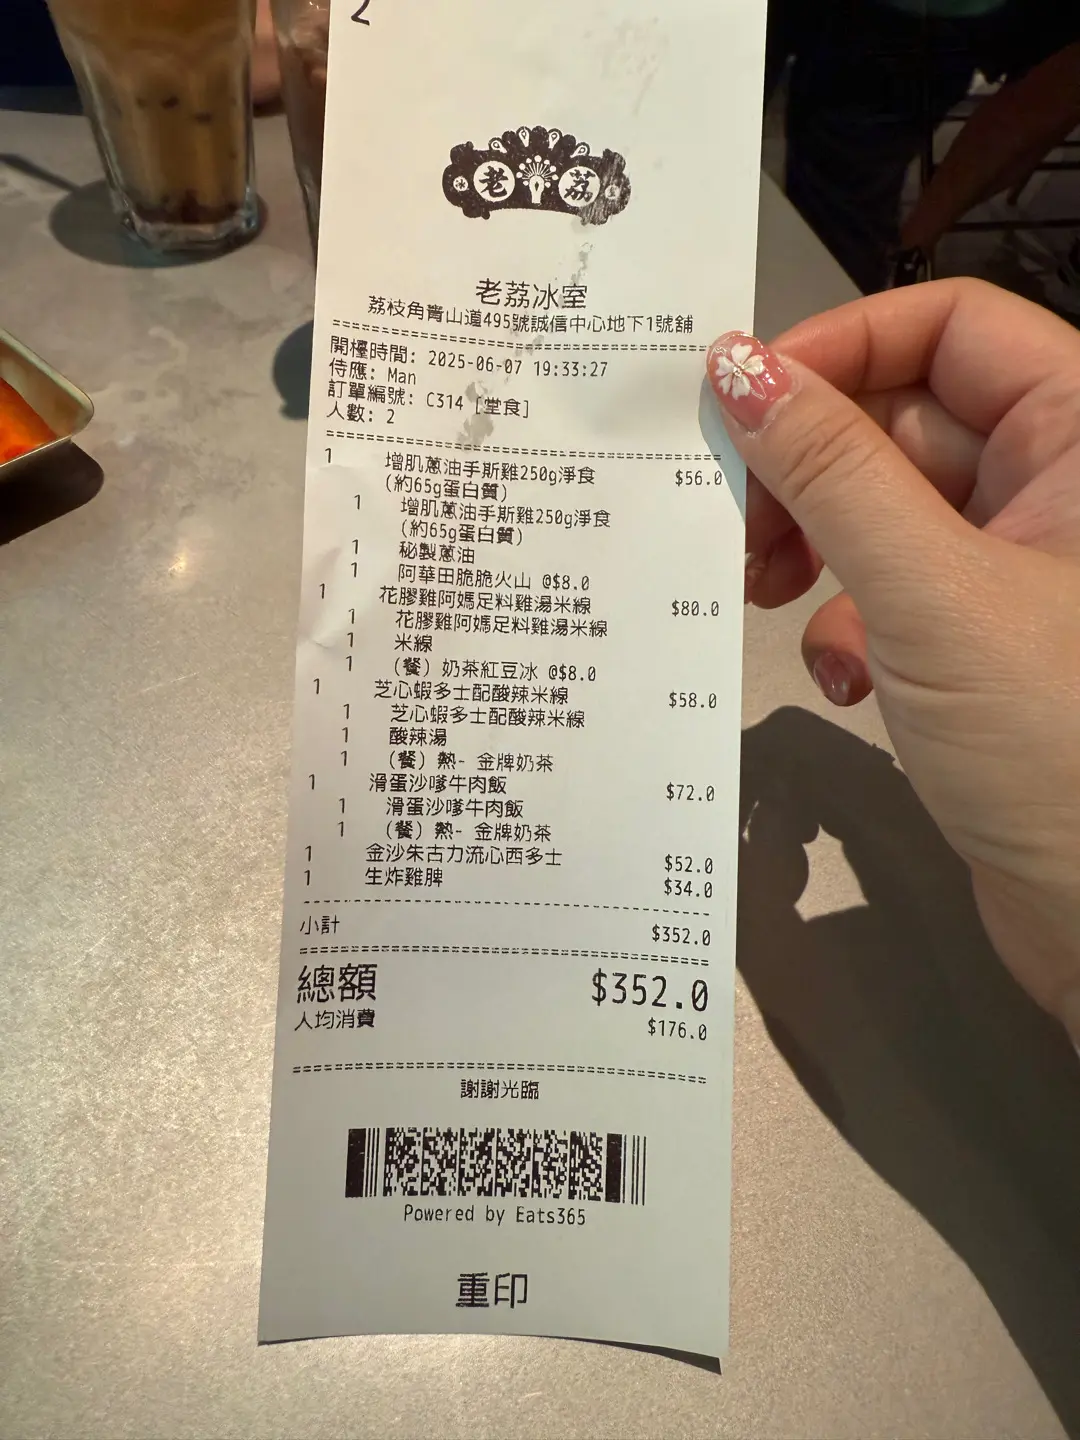 2
老 荔
老荔冰室
荔枝角青山道495號誠信中心地下1號舖
開檯時間: 2025-06-07 19:33:27
侍應: Man
訂單編號: C314 [堂食]
人數: 2
1 增肌蔥油手斯雞250g淨食 $56.0
(約65g蛋白質)
1 增肌蔥油手斯雞250g淨食
(約65g蛋白質)
1 秘製蔥油
1 阿華田脆脆火山 @$8.0
1 花膠雞阿媽足料雞湯米線 $80.0
1 花膠雞阿媽足料雞湯米線
1 米線
1 (餐) 奶茶紅豆冰 @$8.0
1 芝心蝦多士配酸辣米線 $58.0
1 芝心蝦多士配酸辣米線
1 酸辣湯
1 (餐) 熱- 金牌奶茶
1 滑蛋沙嗲牛肉飯 $72.0
1 滑蛋沙嗲牛肉飯
1 (餐) 熱- 金牌奶茶
1 金沙朱古力流心西多士 $52.0
1 生炸雞脾 $34.0
小計 $352.0
總額 $352.0
人均消費 $176.0
謝謝光臨
Powered by Eats365
重印